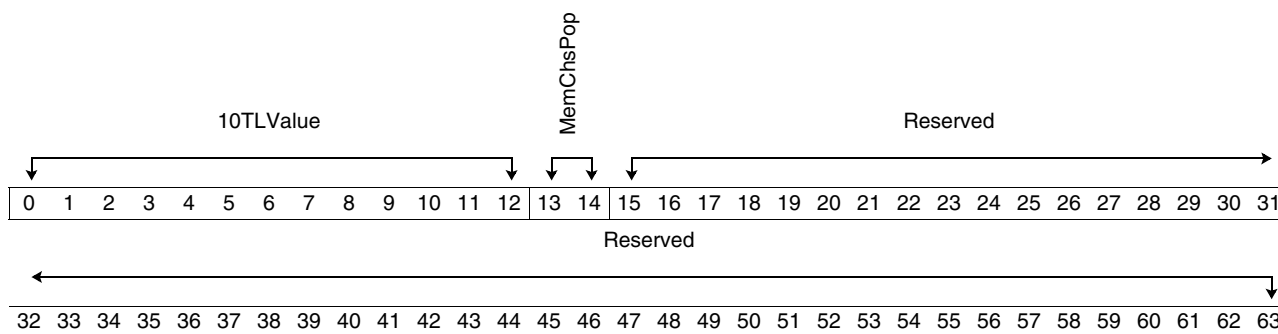 MemChsPop
10TLValue Reserved
0 1 2 3 4 5 6 7 8 9 10 11 12 13 14 15 16 17 18 19 20 21 22 23 24 25 26 27 28 29 30 31
Reserved
32 33 34 35 36 37 38 39 40 41 42 43 44 45 46 47 48 49 50 51 52 53 54 55 56 57 58 59 60 61 62 63